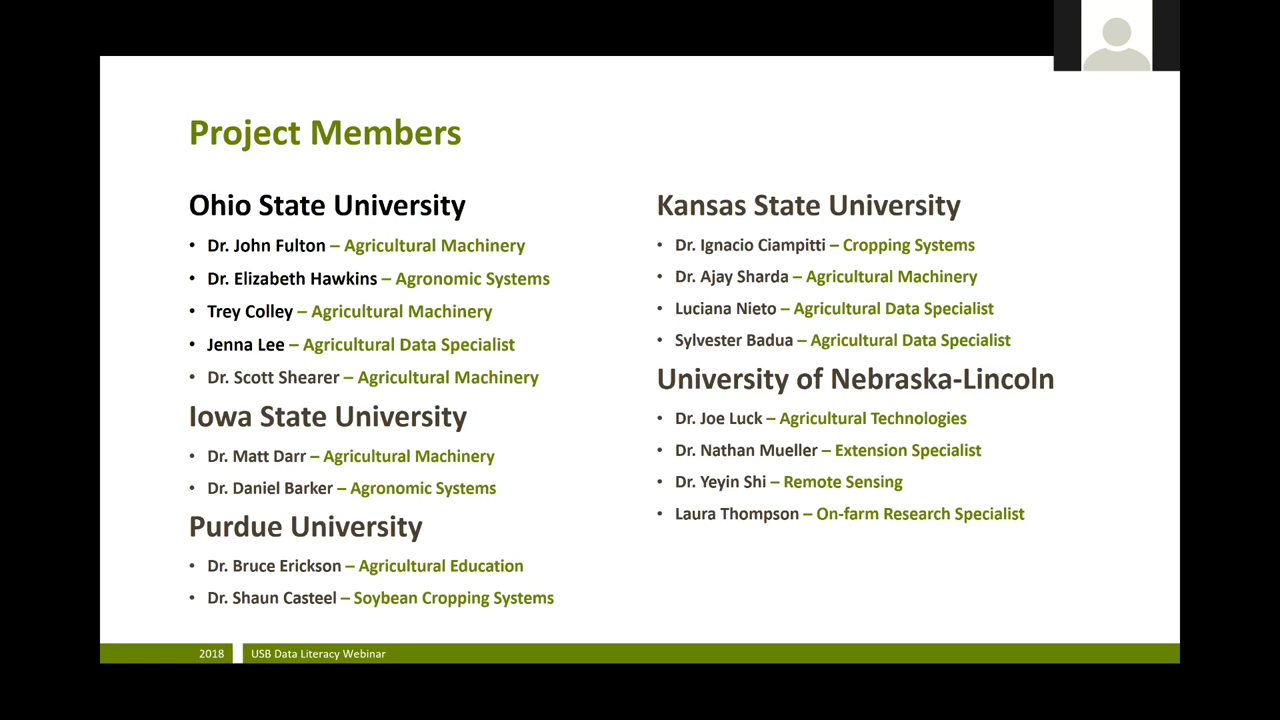 Project Members
Ohio State University
• Dr. John Fulton – Agricultural Machinery
• Dr. Elizabeth Hawkins – Agronomic Systems
• Trey Colley – Agricultural Machinery
• Jenna Lee – Agricultural Data Specialist
• Dr. Scott Shearer – Agricultural Machinery
Iowa State University
• Dr. Matt Darr – Agricultural Machinery
• Dr. Daniel Barker – Agronomic Systems
Purdue University
• Dr. Bruce Erickson – Agricultural Education
• Dr. Shaun Casteel – Soybean Cropping Systems
Kansas State University
• Dr. Ignacio Ciampitti – Cropping Systems
• Dr. Ajay Sharda – Agricultural Machinery
• Luciana Nieto – Agricultural Data Specialist
• Sylvester Badua – Agricultural Data Specialist
University of Nebraska-Lincoln
• Dr. Joe Luck – Agricultural Technologies
• Dr. Nathan Mueller – Extension Specialist
• Dr. Yeyin Shi – Remote Sensing
• Laura Thompson – On-farm Research Specialist
2018 USB Data Literacy Webinar